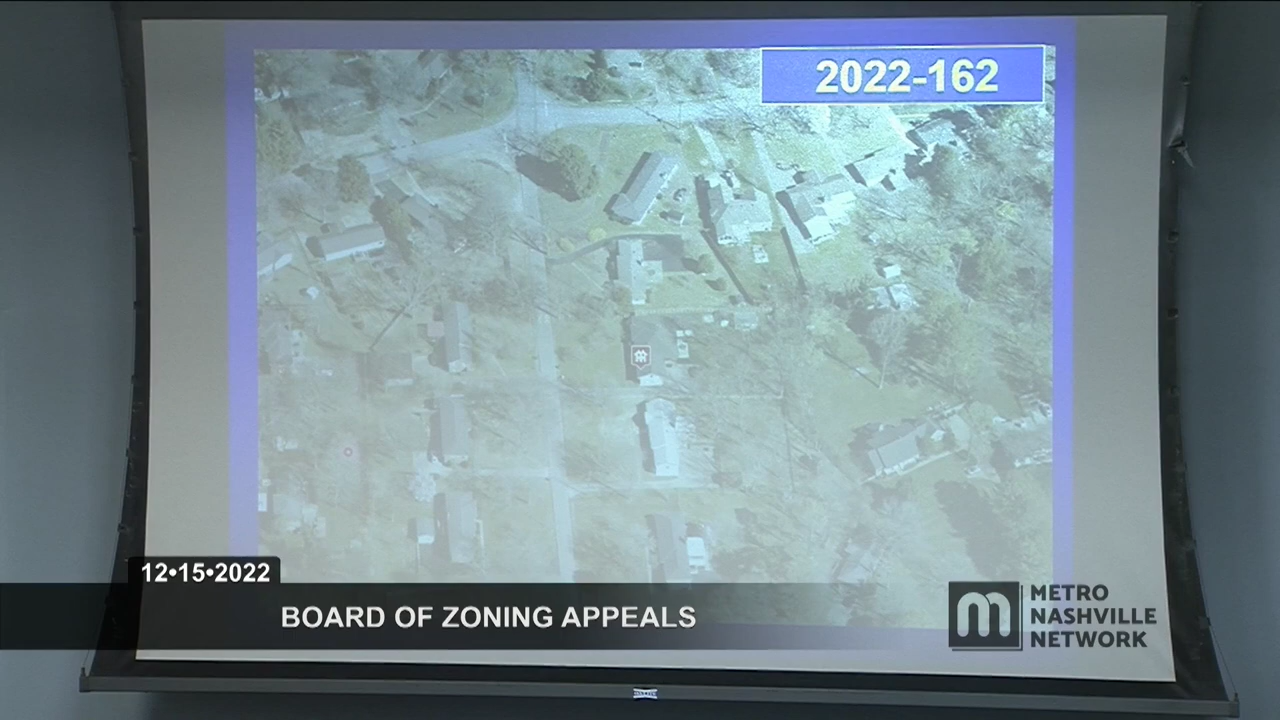 2022-162
12•15•2022
BOARD OF ZONING APPEALS
m
METRO
NASHVILLE
NETWORK